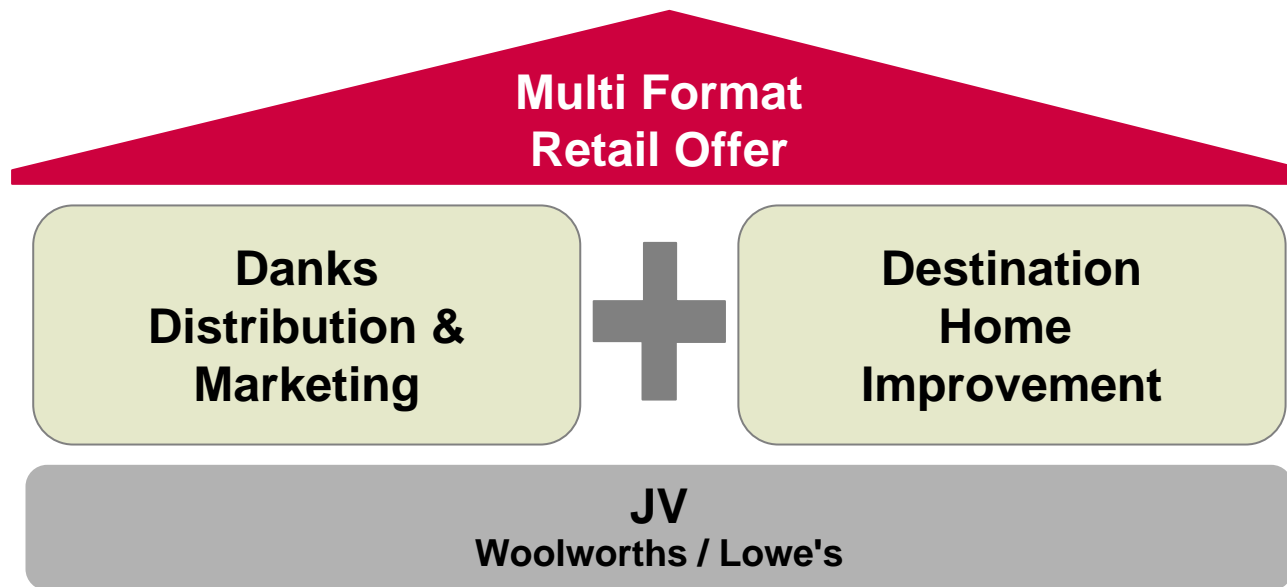 Multi Format
Retail Offer
Danks
Distribution &
Marketing
Destination
Home
Improvement
JV
Woolworths / Lowe's